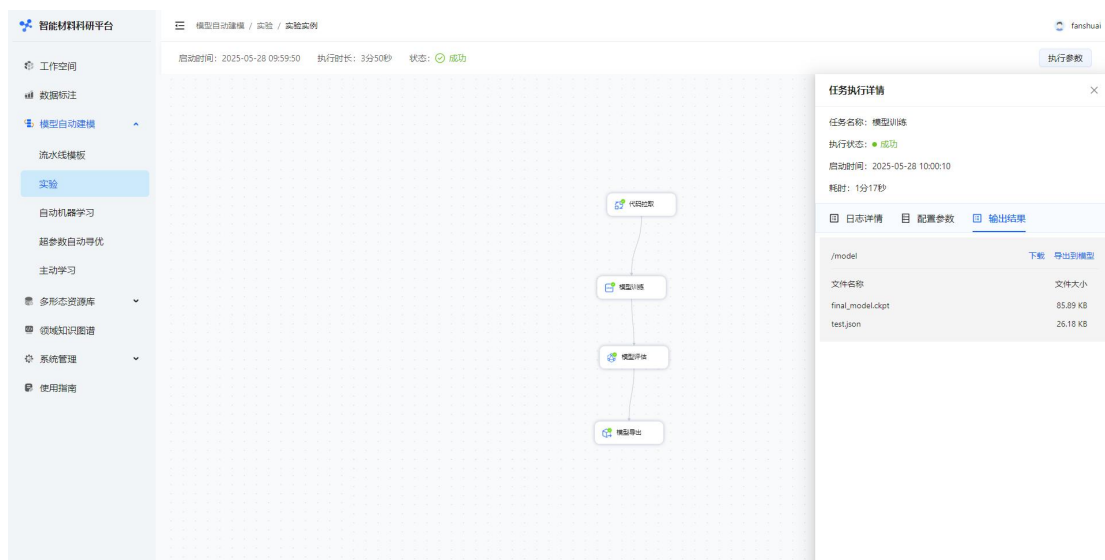 智能材料科研平台
模型自动建模 / 实验 / 实验实例
fanshuai
启动时间：2025-05-28 09:59:50 执行时长：3分50秒 状态： 成功
执行参数
工作空间
数据标注
模型自动建模
流水线模板
实验
自动机器学习
超参数自动寻优
主动学习
多形态资源库
领域知识图谱
系统管理
使用指南
代码拉取
模型训练
模型评估
模型导出
任务执行详情
任务名称：模型训练
执行状态： 成功
启动时间：2025-05-28 10:00:10
耗时：1分17秒
日志详情 配置参数 输出结果
/model 下载 导出到模型
文件名称 文件大小
final_model.ckpt 85.89 KB
test.json 26.18 KB